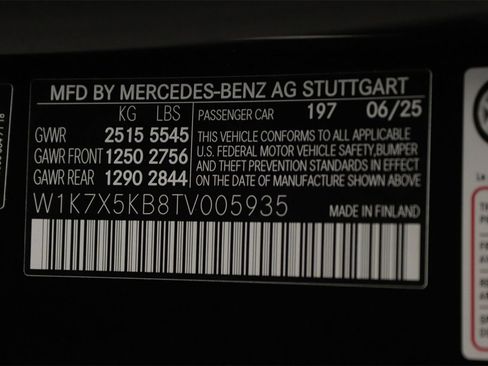 MFD BY MERCEDES-BENZ AG STUTTGART
KG LBS PASSENGER CAR 197 06/25
GVWR 2515 5545
GAWR FRONT 1250 2756
GAWR REAR 1290 2844
THIS VEHICLE CONFORMS TO ALL APPLICABLE
U.S. FEDERAL MOTOR VEHICLE SAFETY,BUMPER
AND THEFT PREVENTION STANDARDS IN EFFECT
ON THE DATE OF MANUFACTURE SHOWN ABOVE.
W1K7X5KB8TV005935 MADE IN FINLAND